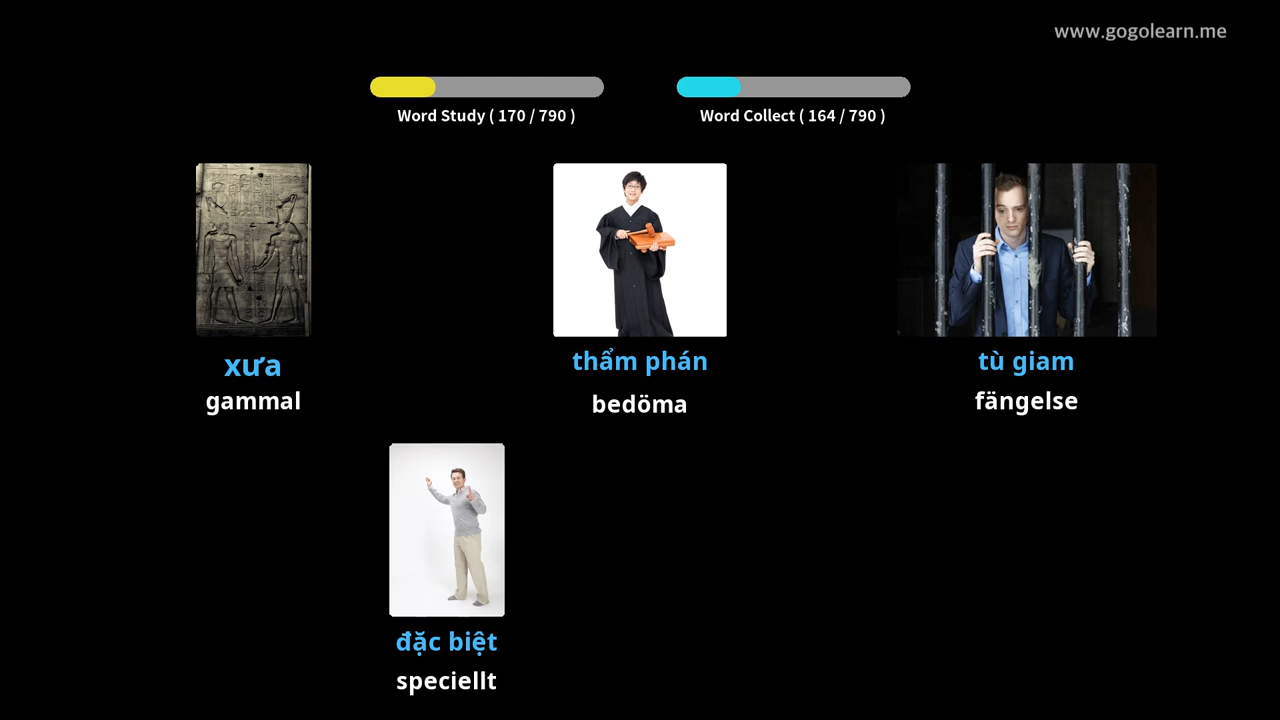 www.gogolearn.me
Word Study ( 170 / 790 )
Word Collect ( 164 / 790 )
xưa
gammal
thẩm phán
bedöma
tù giam
fängelse
đặc biệt
speciellt